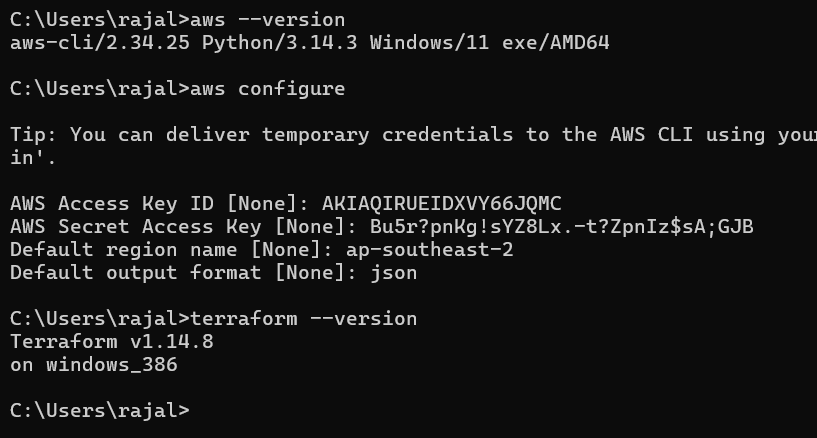 C:\Users\rajal>aws --version
aws-cli/2.34.25 Python/3.14.3 Windows/11 exe/AMD64
C:\Users\rajal>aws configure
Tip: You can deliver temporary credentials to the AWS CLI using
in'.
AWS Access Key ID [None]: AKIAQIRUEIDXVY66JQMC
AWS Secret Access Key [None]: Bu5r?pnKg!sYZ8Lx.-t?ZpnIz$sA;GJB
Default region name [None]: ap-southeast-2
Default output format [None]: json
C:\Users\rajal>terraform --version
Terraform v1.14.8
on windows_386
C:\Users\rajal>